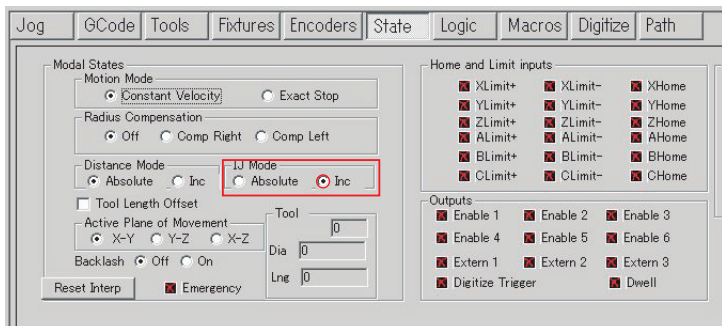 Jog GCode Tools Fixtures Encoders State Logic Macros Digitize Path
Modal States
Motion Mode
Constant Velocity Exact Stop
Radius Compensation
Off Comp Right Comp Left
Distance Mode
Absolute Inc
IJ Mode
Absolute Inc
Tool Length Offset
Active Plane of Movement
X-Y Y-Z X-Z
Backlash Off On
Reset Interp Emergency
Tool
0
Dia 0
Lng 0
Home and Limit inputs
XLimit+ XLimit- XHome
YLimit+ YLimit- YHome
ZLimit+ ZLimit- ZHome
ALimit+ ALimit- AHome
BLimit+ BLimit- BHome
CLimit+ CLimit- CHome
Outputs
Enable 1 Enable 2 Enable 3
Enable 4 Enable 5 Enable 6
Extern 1 Extern 2 Extern 3
Digitize Trigger Dwell